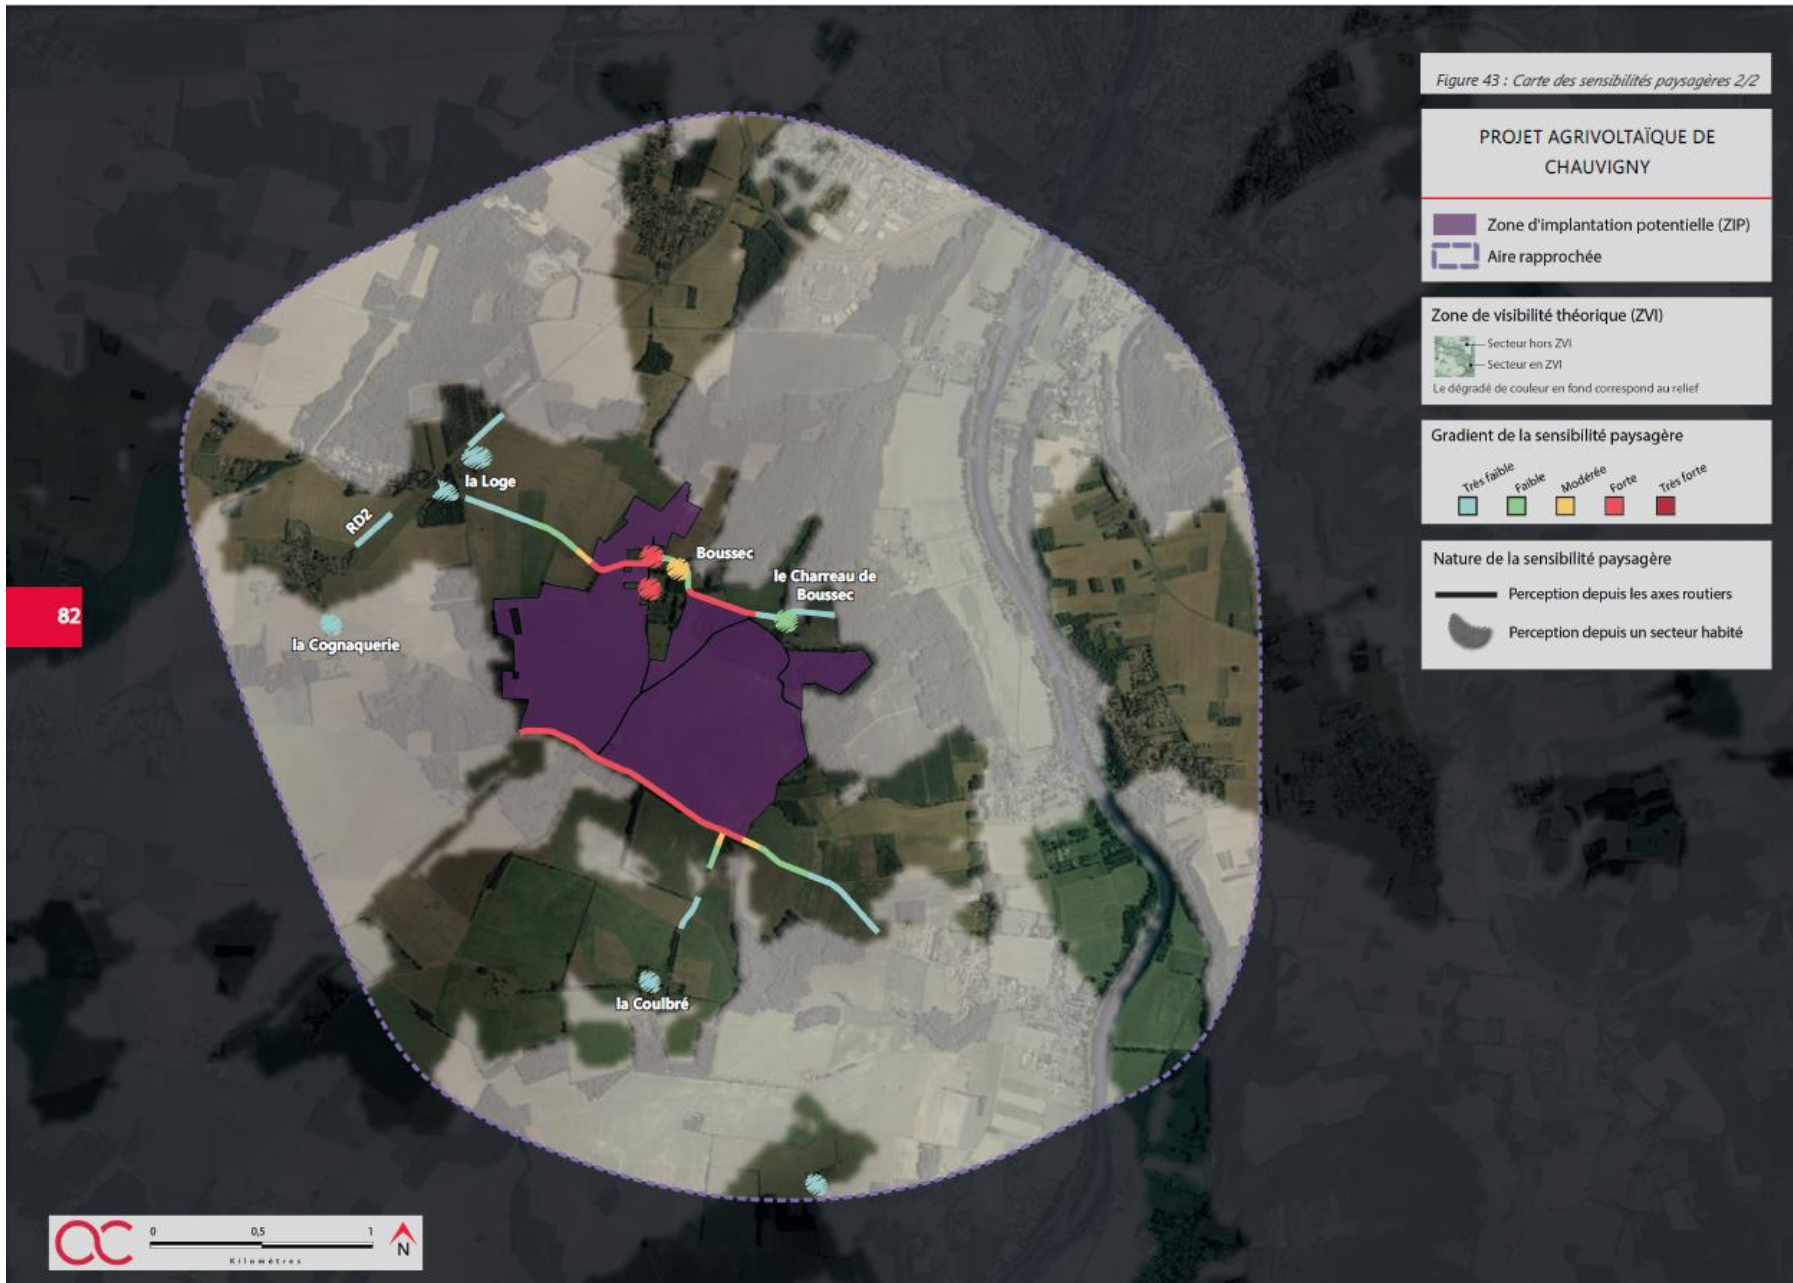 Figure 43 : Carte des sensibilités paysagères 2/2
PROJET AGRIVOLTAÏQUE DE
CHAUVIGNY
Zone d'implantation potentielle (ZIP)
Aire rapprochée
Zone de visibilité théorique (ZVI)
Secteur hors ZVI
Secteur en ZVI
Le dégradé de couleur en fond correspond au relief
Gradient de la sensibilité paysagère
Très faible
Faible
Modérée
Forte
Très forte
Nature de la sensibilité paysagère
Perception depuis les axes routiers
Perception depuis un secteur habité
la Loge
RD2
Boussec
le Charreau de
Boussec
82
la Cognaquerie
la Coulbré
0 0,5 1
Kilomètres
N